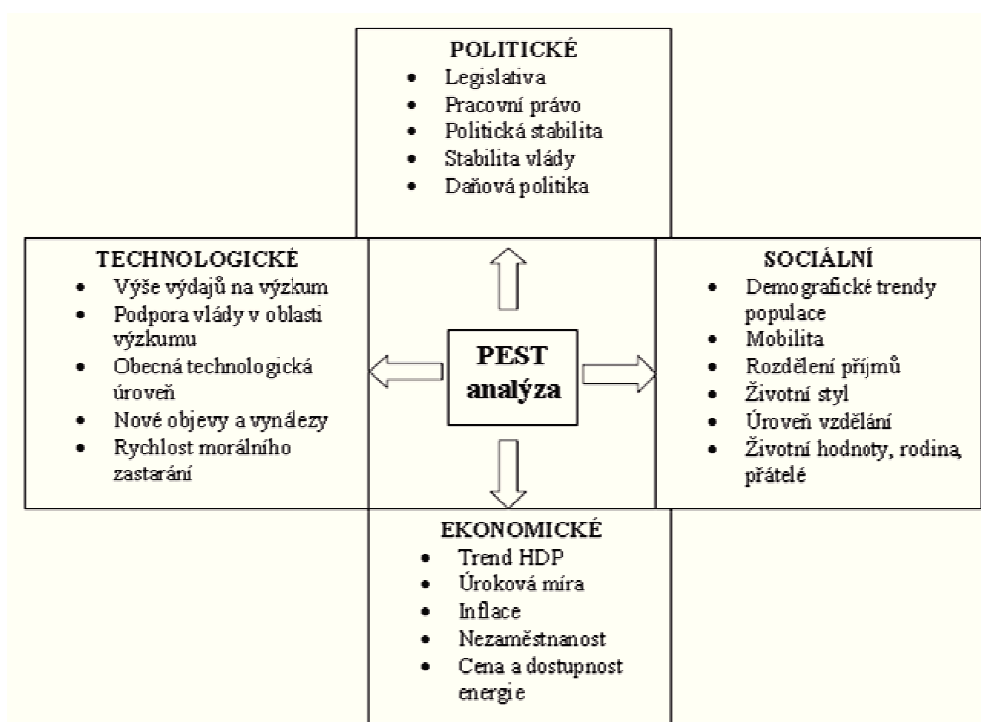 POLITICKÉ
• Legislativa
• Pracovní právo
• Politická stabilita
• Stabilita vlády
• Daňová politika
TECHNOLOGICKÉ
• Výše výdajů na výzkum
• Podpora vlády v oblasti
výzkumu
• Obecná technologická
úroveň
• Nové objevy a vynálezy
• Rychlost morálního
zastarání
PEST
analýza
SOCIÁLNÍ
• Demografické trendy
populace
• Mobilita
• Rozdělení příjmů
• Životní styl
• Úroveň vzdělání
• Životní hodnoty, rodina,
přátelé
EKONOMICKÉ
• Trend HDP
• Úroková míra
• Inflace
• Nezaměstnanost
• Cena a dostupnost
energie